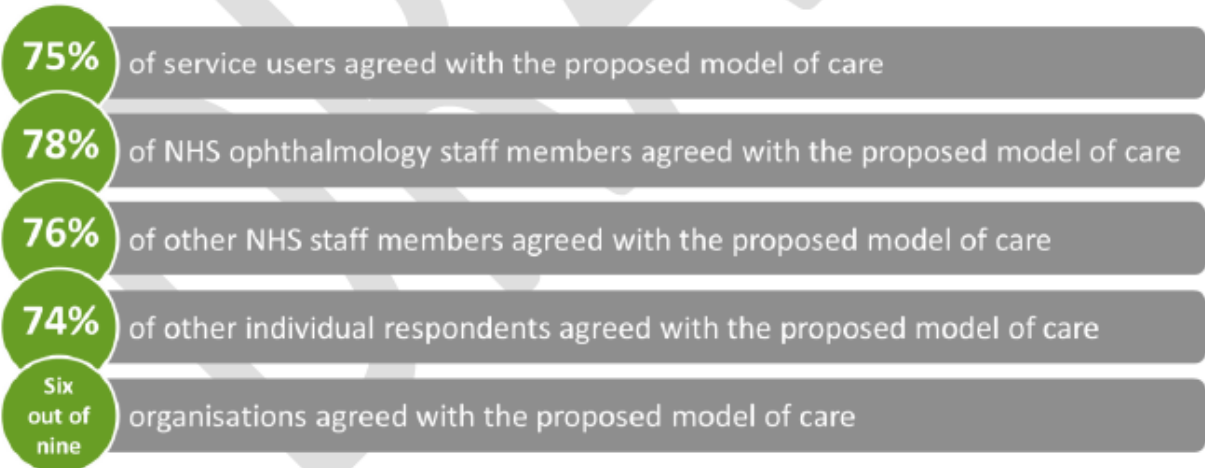 75% of service users agreed with the proposed model of care
78% of NHS ophthalmology staff members agreed with the proposed model of care
76% of other NHS staff members agreed with the proposed model of care
74% of other individual respondents agreed with the proposed model of care
Six
out of
nine
organisations agreed with the proposed model of care